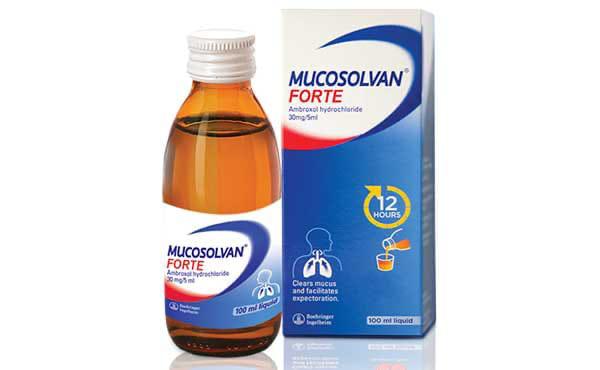 MUCOSOLVAN®
FORTE
Ambroxol hydrochloride
30 mg/5 ml
100 ml liquid
Boehringer
Ingelheim
MUCOSOLVAN®
FORTE
Ambroxol hydrochloride
30mg/5ml
12
HOURS
Clears mucus
and facilitates
expectoration.
Boehringer
Ingelheim
100 ml liquid